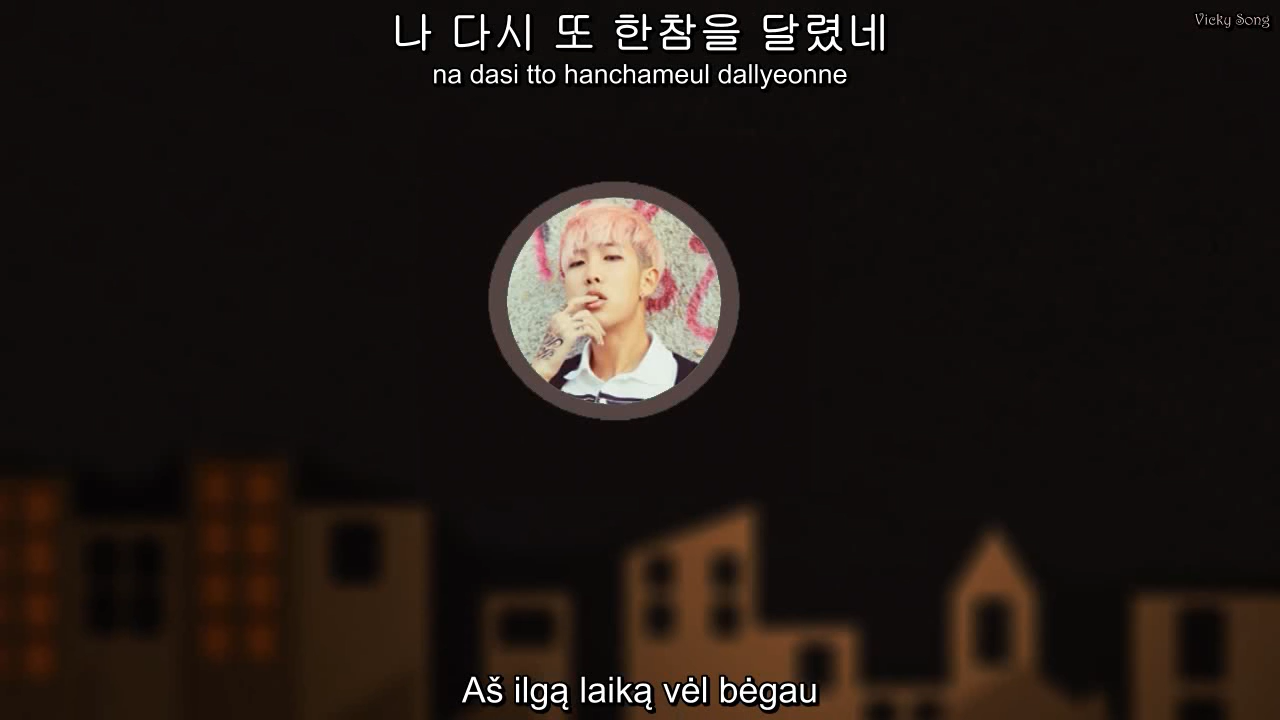 나 다시 또 한참을 달렸네
na dasi tto hanchameul dallyeonne
Vicky Song
Aš ilgą laiką vėl bėgau